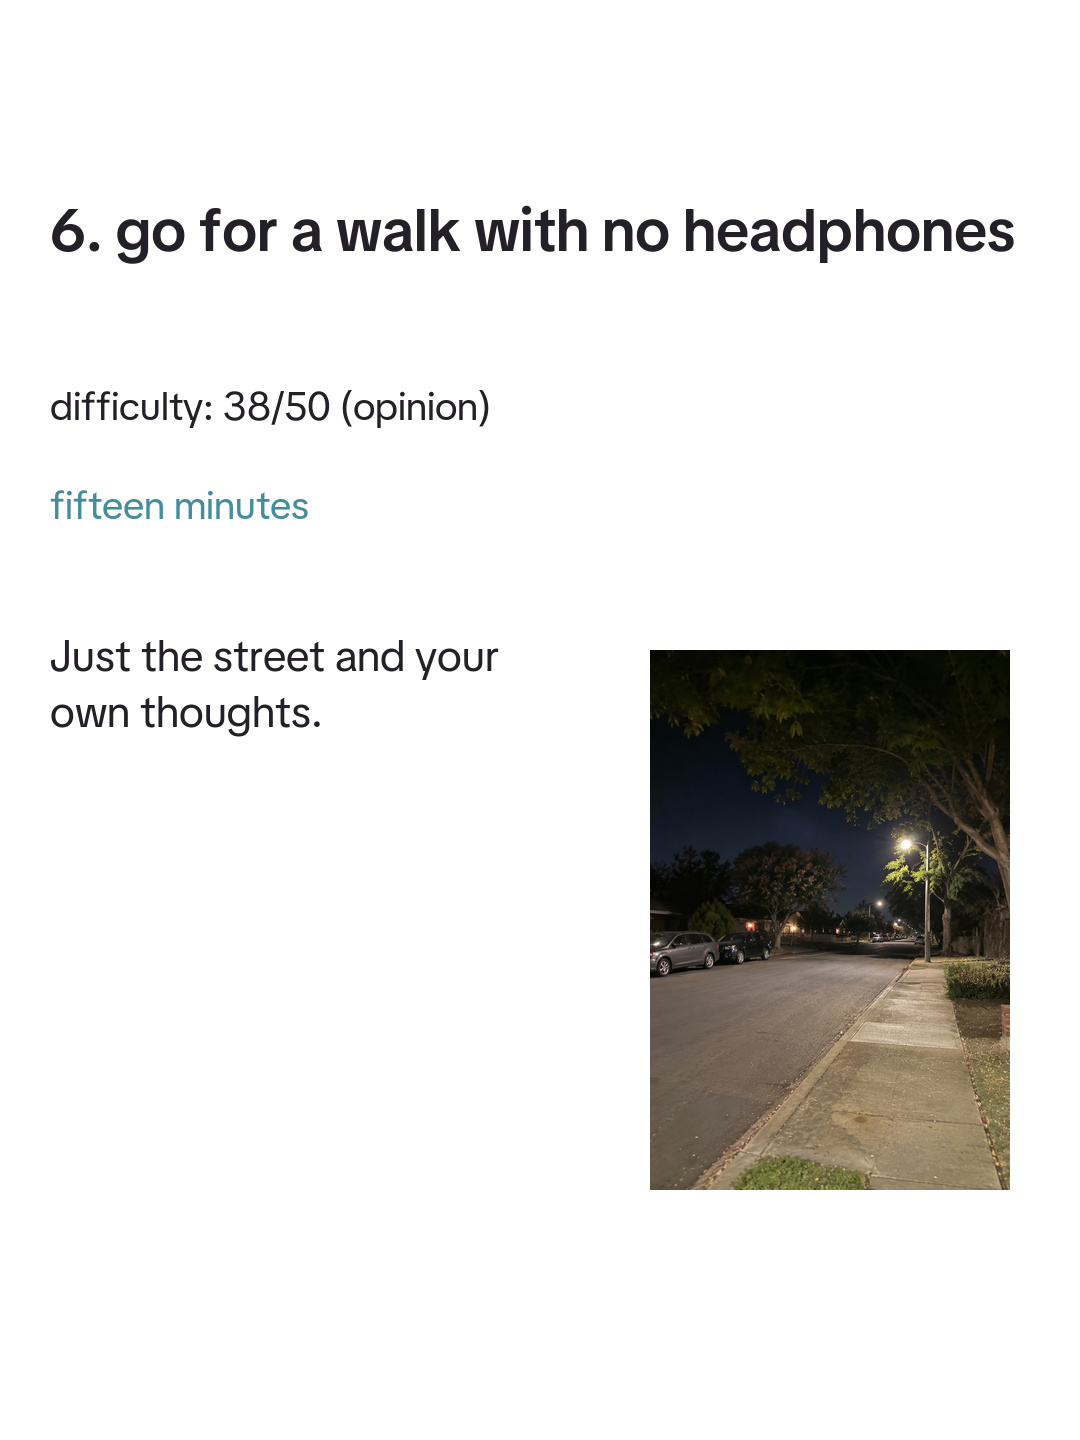 6. go for a walk with no headphones
difficulty: 38/50 (opinion)
fifteen minutes
Just the street and your
own thoughts.